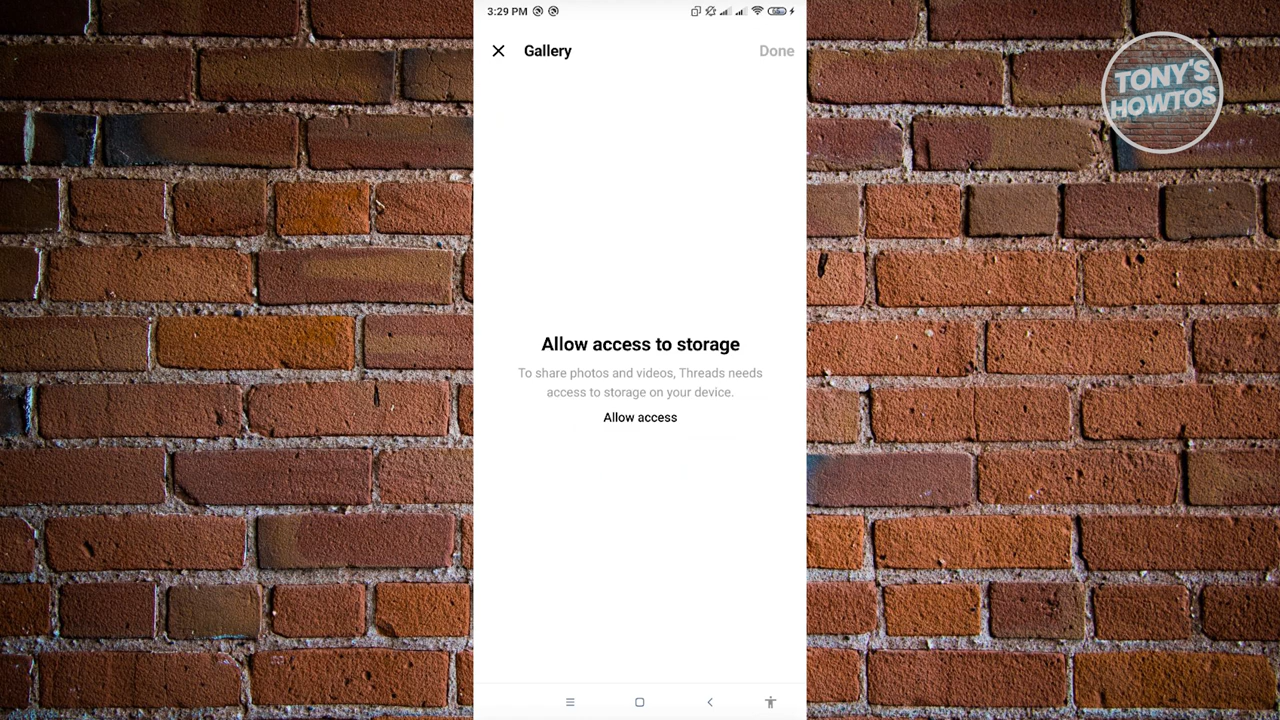 3:29 PM
Gallery
Done
TONY'S
HOWTOS
Allow access to storage
To share photos and videos, Threads needs
access to storage on your device.
Allow access